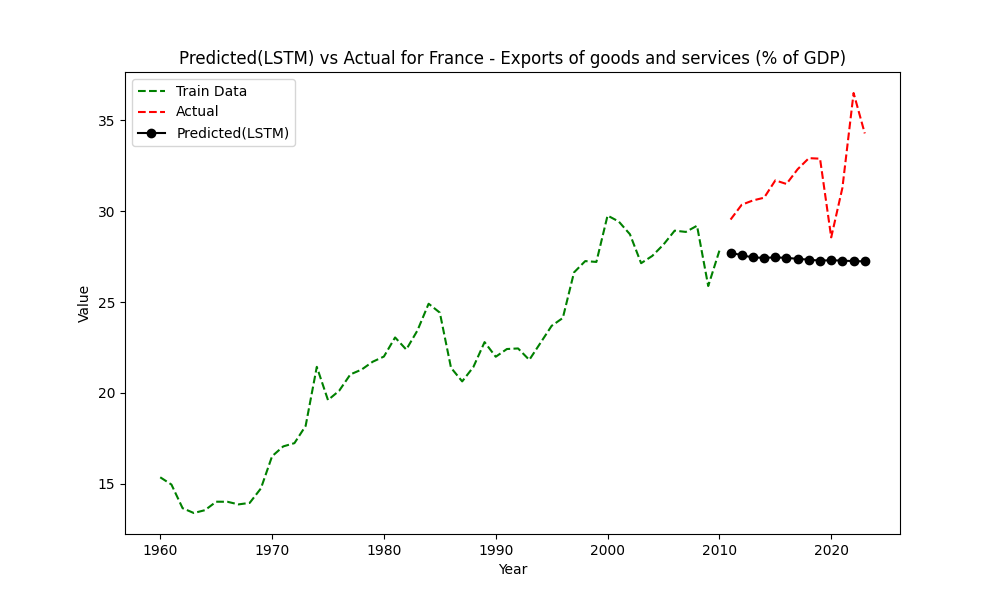 Predicted(LSTM) vs Actual for France - Exports of goods and services (% of GDP)
Train Data
Actual
Predicted(LSTM)
35
30
25
20
15
Value
1960 1970 1980 1990 2000 2010 2020
Year